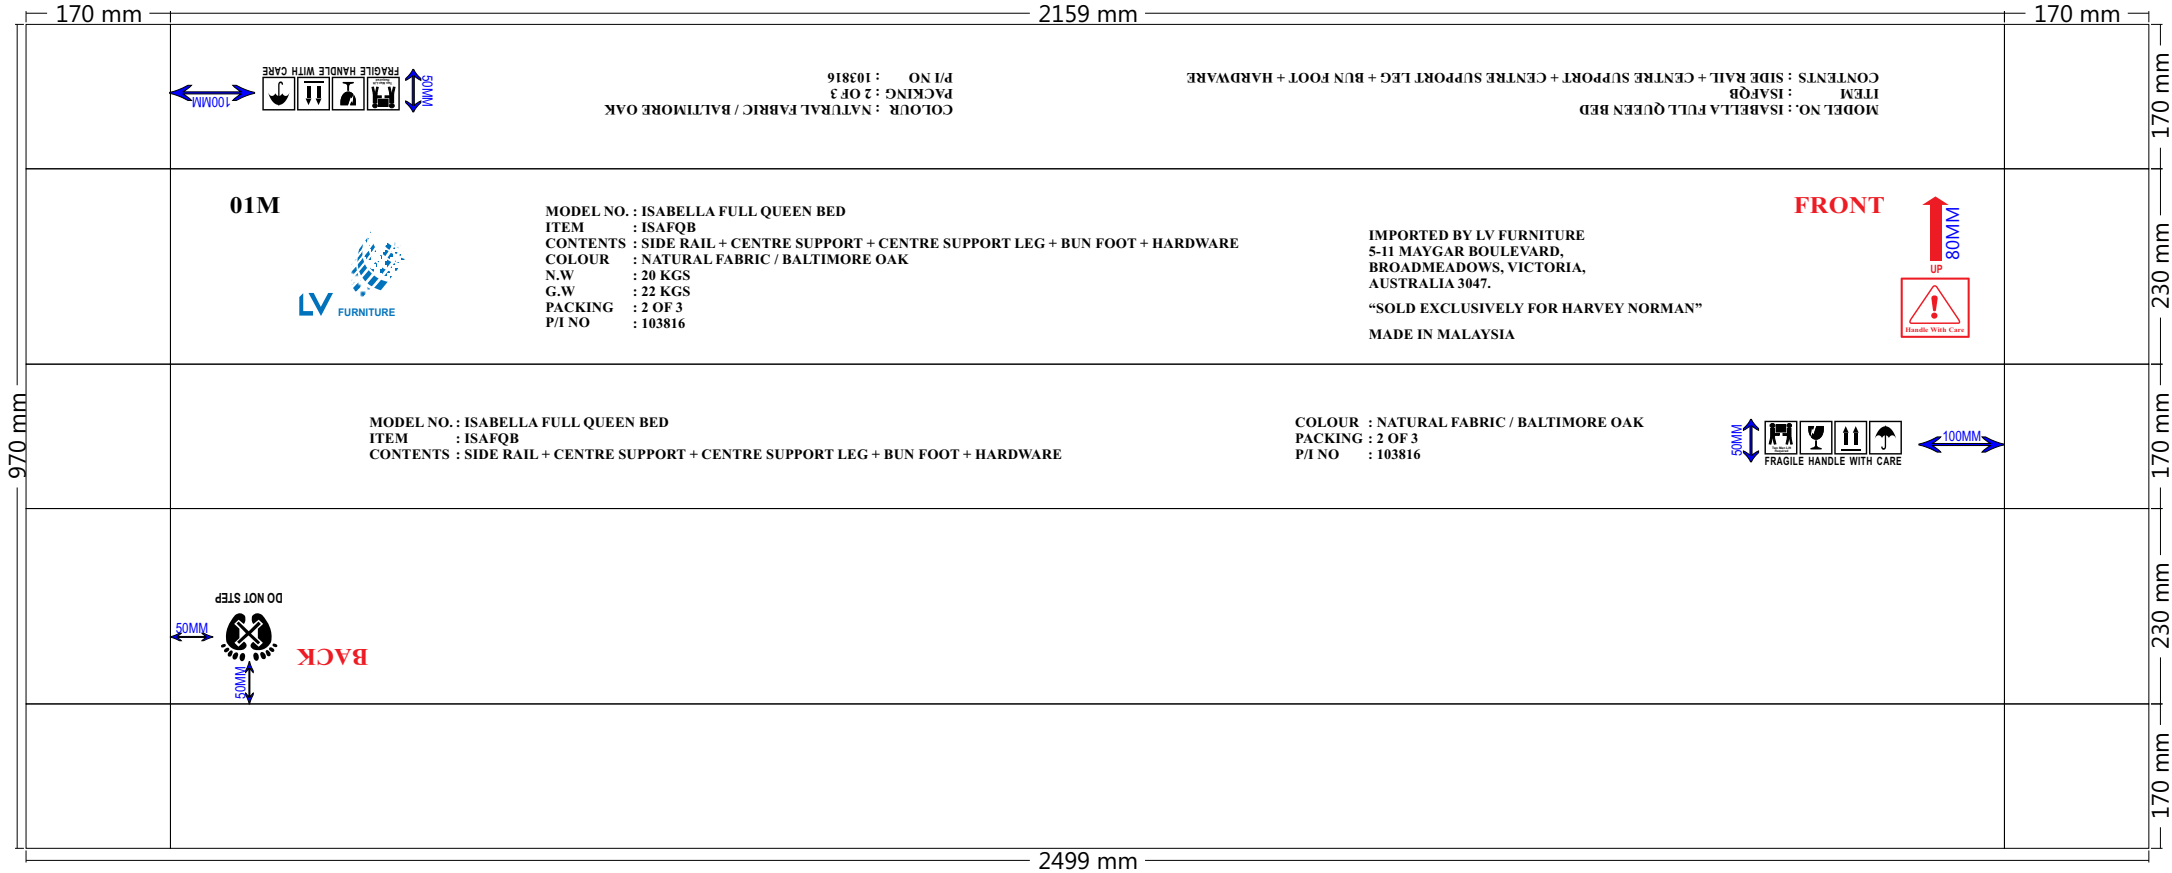 170 mm
2159 mm
170 mm
FRAGILE HANDLE WITH CARE
50MM
100MM
P/I NO : 103816
PACKING : 2 OF 3
COLOUR : NATURAL FABRIC / BALTIMORE OAK
CONTENTS : SIDE RAIL + CENTRE SUPPORT + CENTRE SUPPORT LEG + BUN FOOT + HARDWARE
ITEM : ISAFQB
MODEL NO. : ISABELLA FULL QUEEN BED
170 mm
01M
LV FURNITURE
MODEL NO. : ISABELLA FULL QUEEN BED
ITEM : ISAFQB
CONTENTS : SIDE RAIL + CENTRE SUPPORT + CENTRE SUPPORT LEG + BUN FOOT + HARDWARE
COLOUR : NATURAL FABRIC / BALTIMORE OAK
N.W : 20 KGS
G.W : 22 KGS
PACKING : 2 OF 3
P/I NO : 103816
IMPORTED BY LV FURNITURE
5-11 MAYGAR BOULEVARD,
BROADMEADOWS, VICTORIA,
AUSTRALIA 3047.
“SOLD EXCLUSIVELY FOR HARVEY NORMAN”
MADE IN MALAYSIA
FRONT
80MM
UP
Handle With Care
230 mm
970 mm
MODEL NO. : ISABELLA FULL QUEEN BED
ITEM : ISAFQB
CONTENTS : SIDE RAIL + CENTRE SUPPORT + CENTRE SUPPORT LEG + BUN FOOT + HARDWARE
COLOUR : NATURAL FABRIC / BALTIMORE OAK
PACKING : 2 OF 3
P/I NO : 103816
50MM
FRAGILE HANDLE WITH CARE
100MM
170 mm
DO NOT STEP
50MM
BACK
50MM
230 mm
170 mm
2499 mm